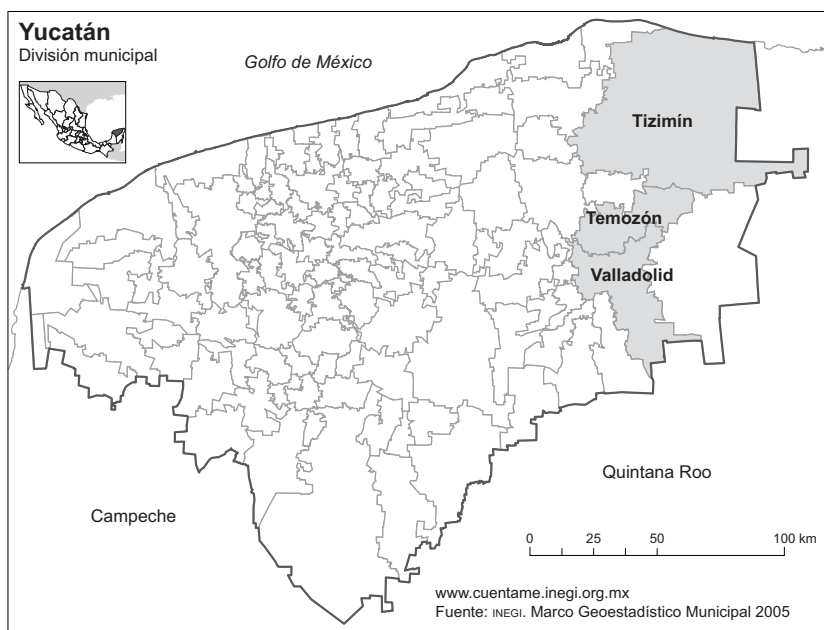 Yucatán
División municipal
Golfo de México
Tizimín
Temozón
Valladolid
Quintana Roo
Campeche
0 25 50 100 km
www.cuentame.inegi.org.mx
Fuente: INEGI. Marco Geoestadístico Municipal 2005